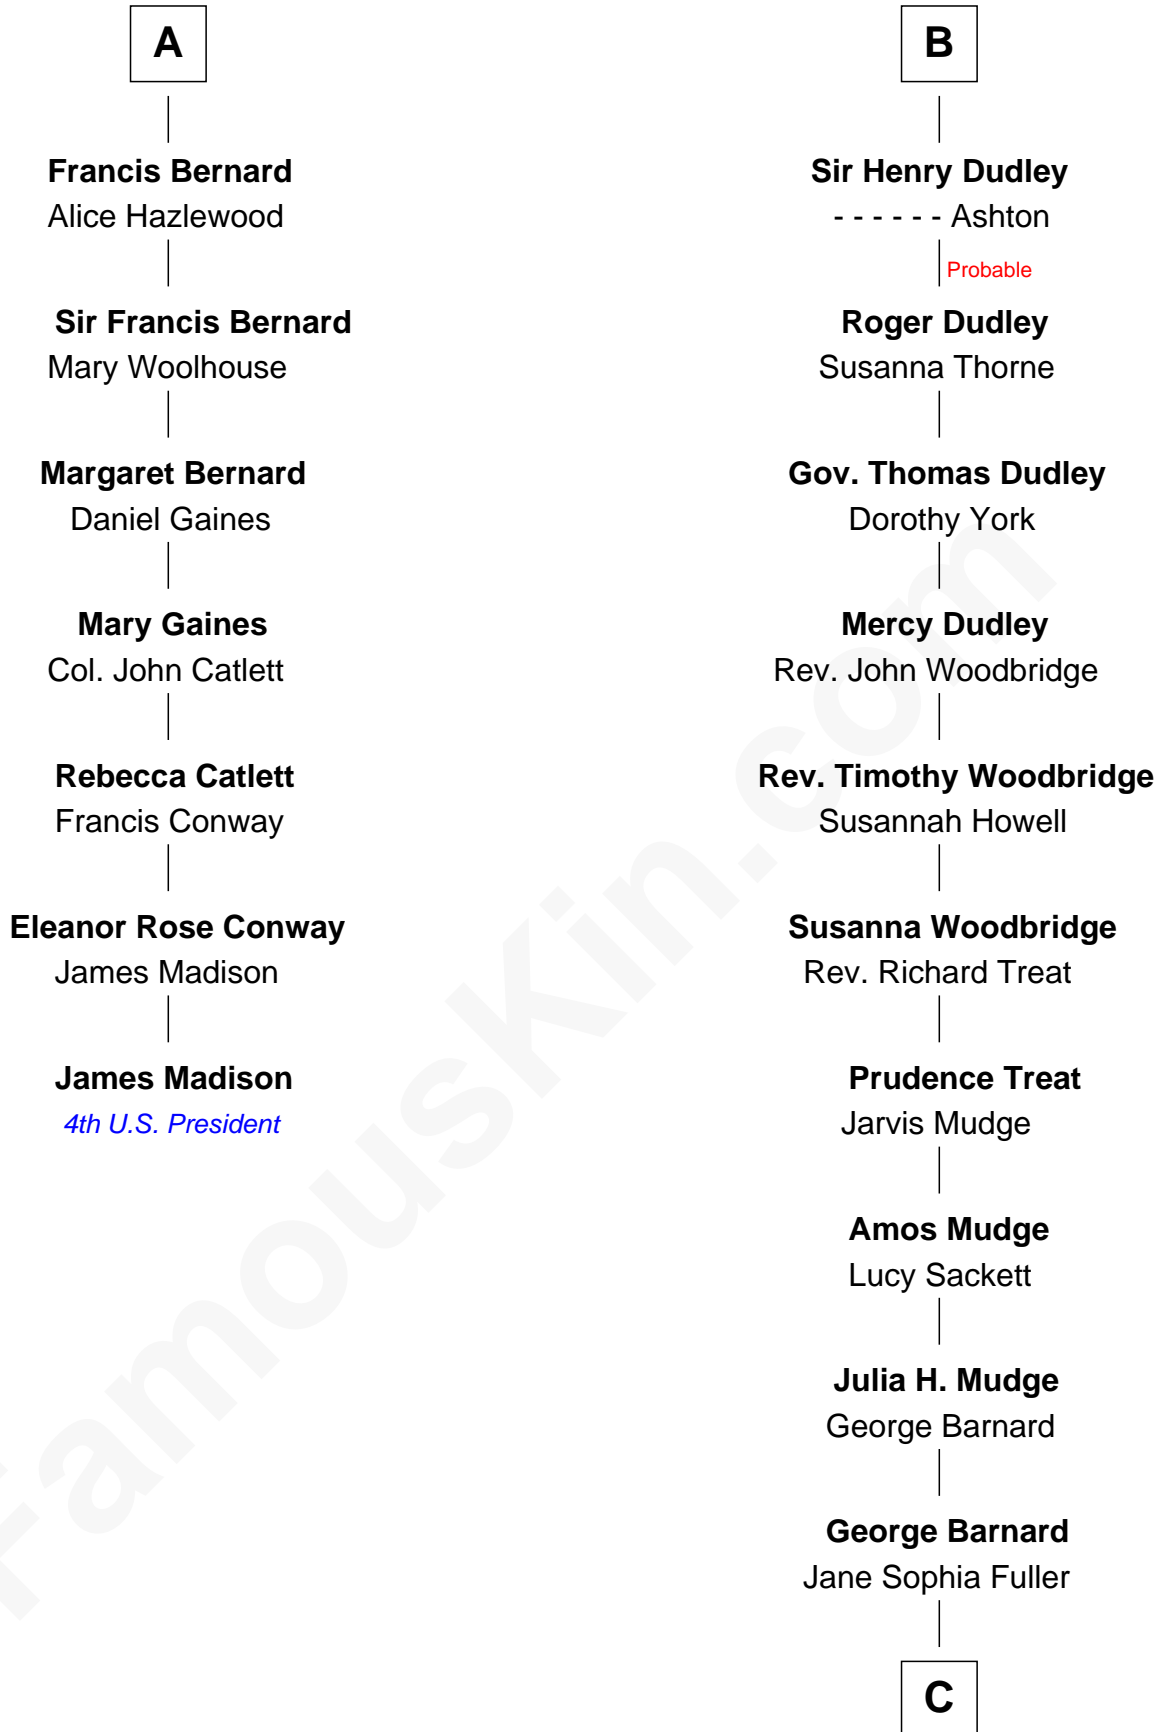 A
Francis Bernard
Alice Hazlewood
Sir Francis Bernard
Mary Woolhouse
Margaret Bernard
Daniel Gaines
Mary Gaines
Col. John Catlett
Rebecca Catlett
Francis Conway
Eleanor Rose Conway
James Madison
James Madison
4th U.S. President
B
Sir Henry Dudley
- - - - - - Ashton
Probable
Roger Dudley
Susanna Thorne
Gov. Thomas Dudley
Dorothy York
Mercy Dudley
Rev. John Woodbridge
Rev. Timothy Woodbridge
Susannah Howell
Susanna Woodbridge
Rev. Richard Treat
Prudence Treat
Jarvis Mudge
Amos Mudge
Lucy Sackett
Julia H. Mudge
George Barnard
George Barnard
Jane Sophia Fuller
C
FamousKin.com